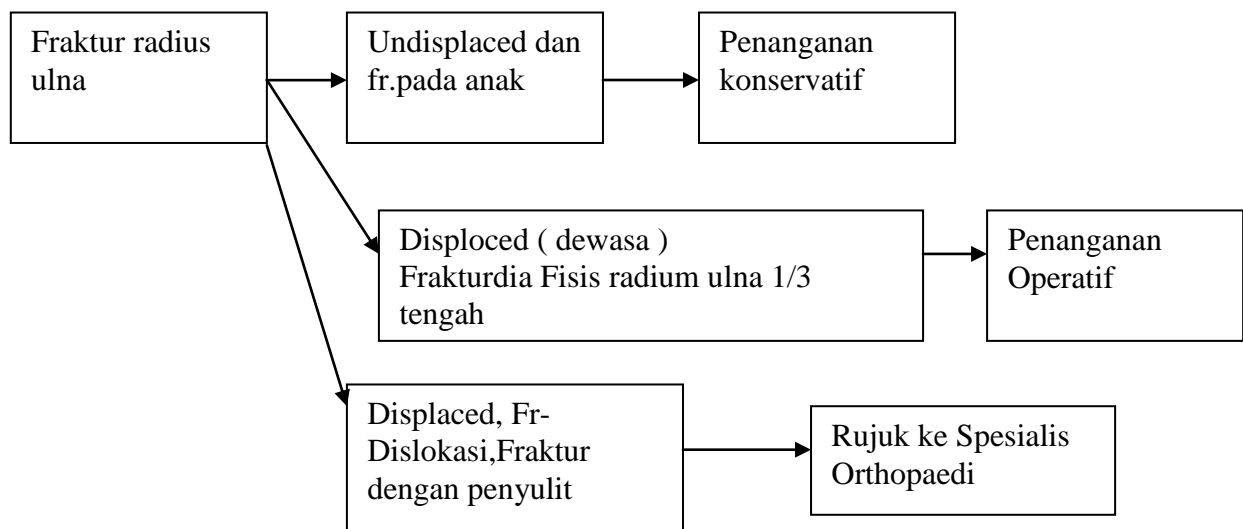 Fraktur radius
ulna
Undisplaced dan
fr.pada anak
Penanganan
konservatif
Disploced ( dewasa )
Frakturdia Fisis radium ulna 1/3
tengah
Penanganan
Operatif
Displaced, Fr-
Dislokasi,Fraktur
dengan penyulit
Rujuk ke Spesialis
Orthopaedi